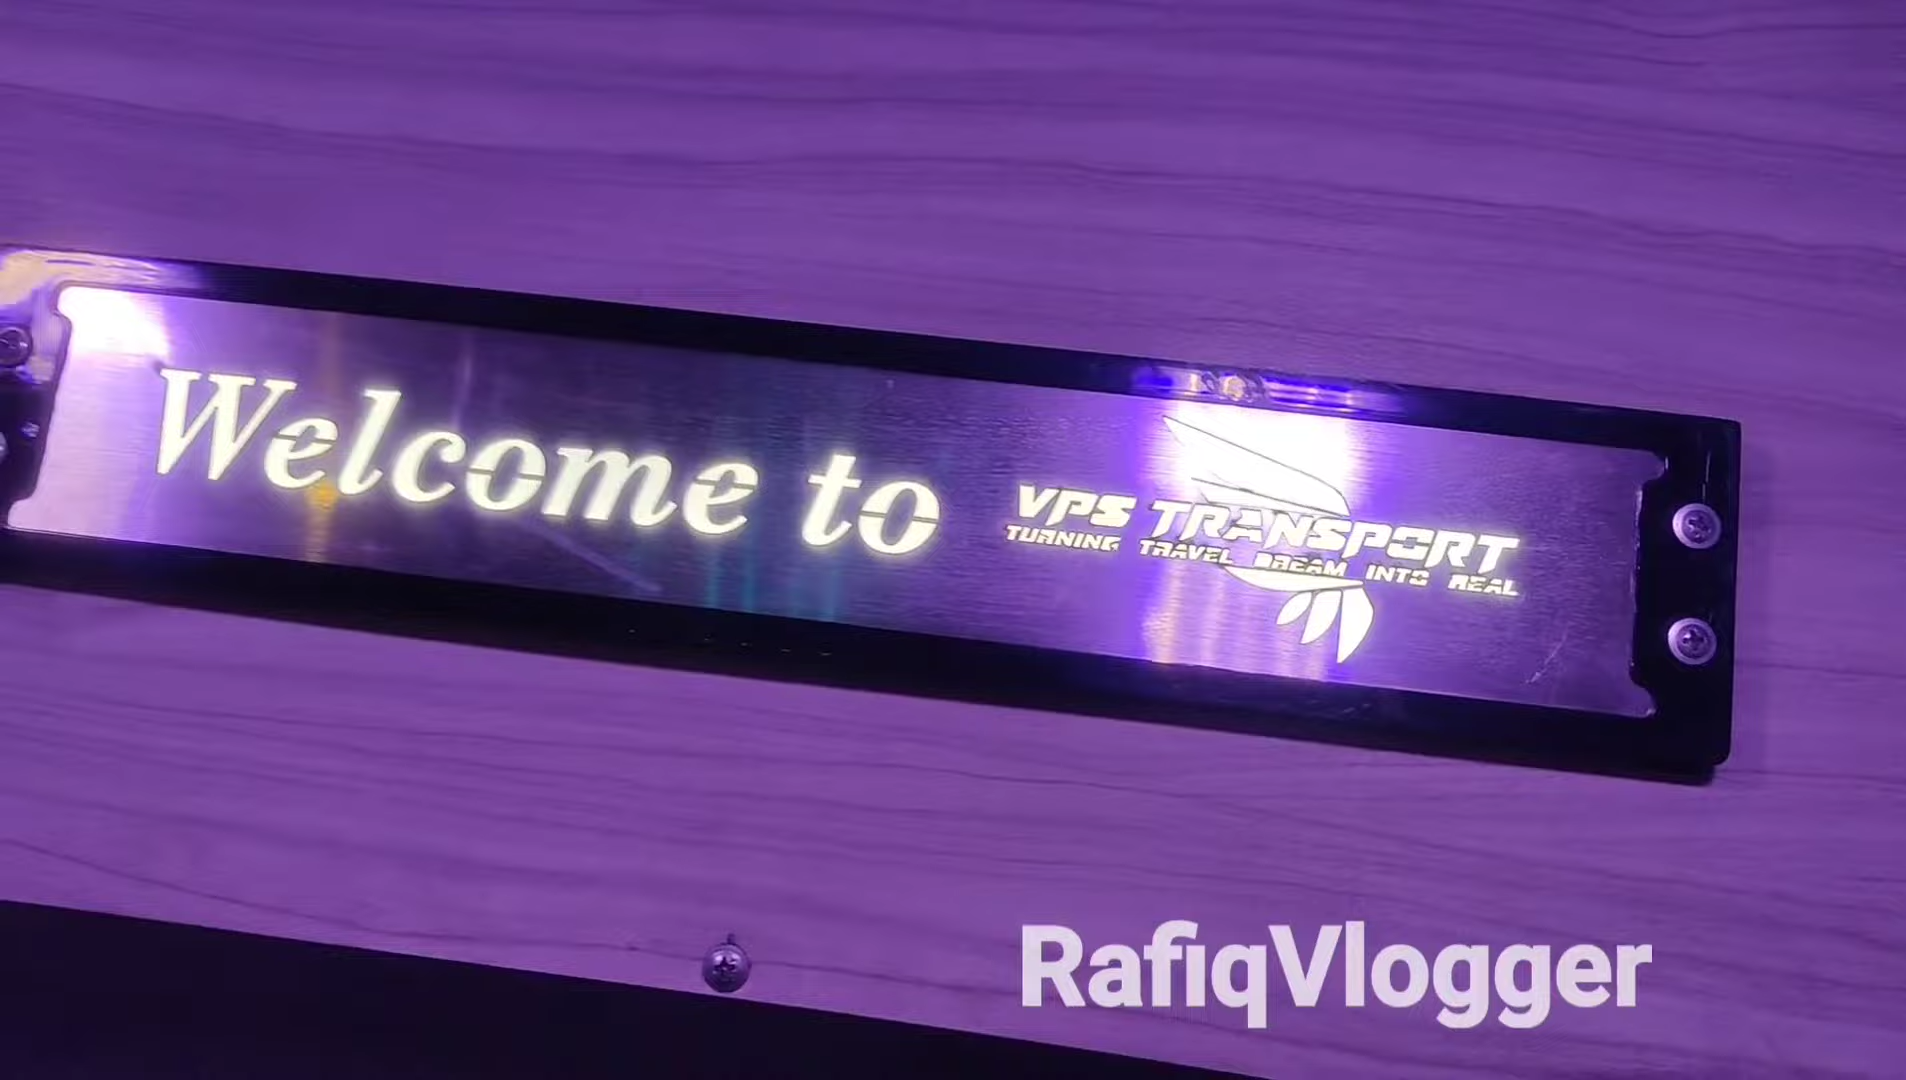 Welcome to
VPS TRANSPORT
TURNING TRAVEL DREAM INTO REAL
RafiqVlogger